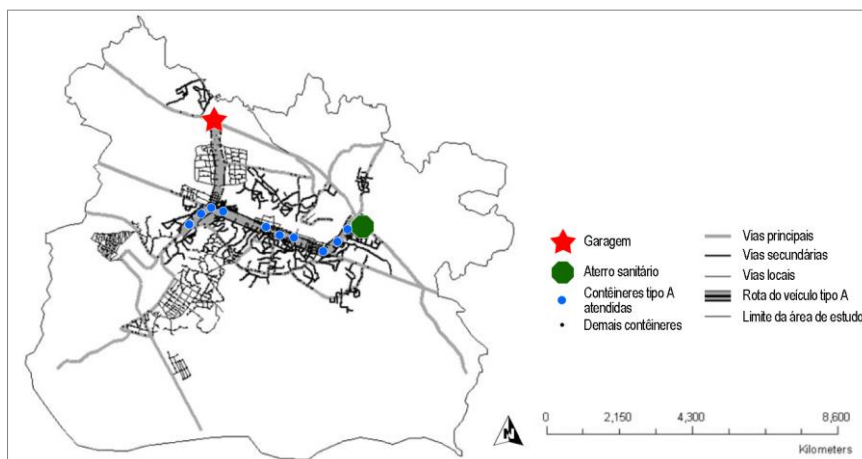 Garagem
Aterro sanitário
Contêineres tipo A
atendidas
Demais contêineres
Vias principais
Vias secundárias
Vias locais
Rota do veículo tipo A
Limite da área de estudo
N
0 2,150 4,300 8,600
Kilometers